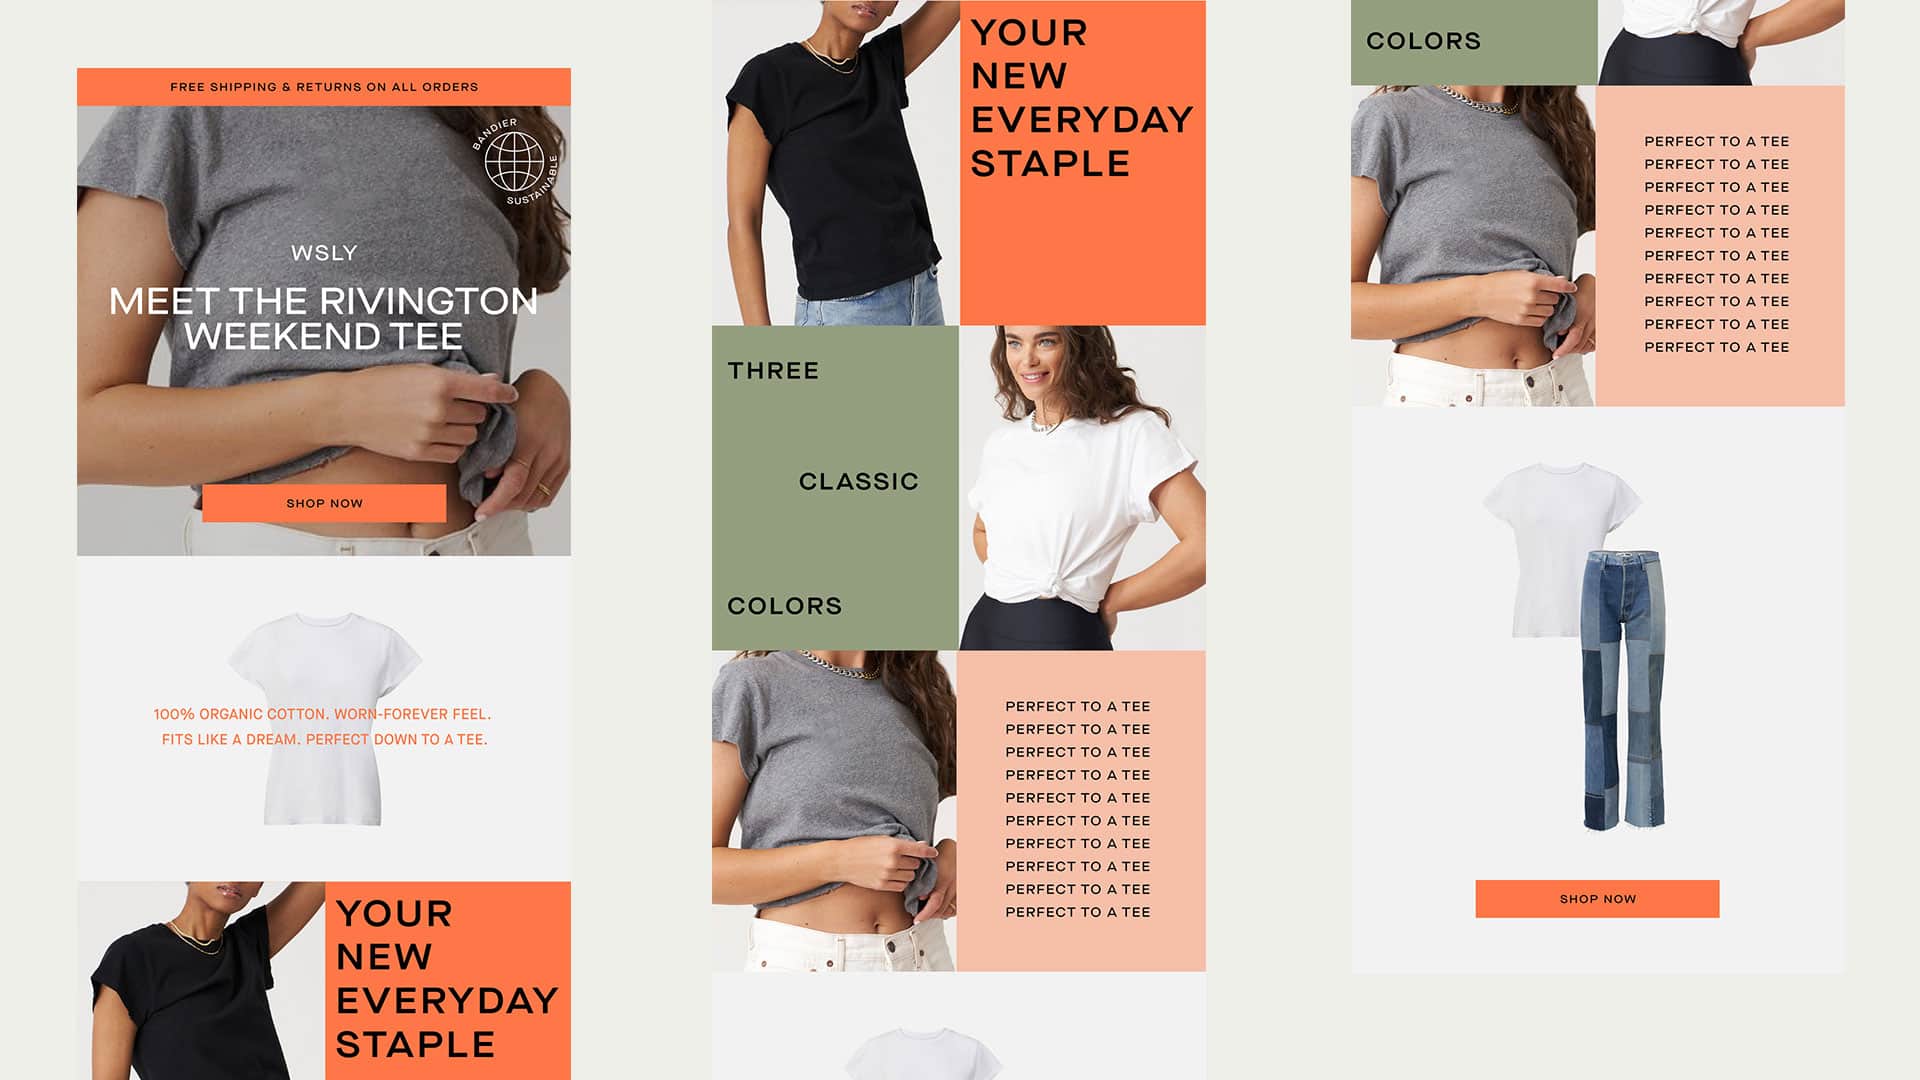 FREE SHIPPING & RETURNS ON ALL ORDERS
BANDIER
SUSTAINABLE
WSLY
MEET THE RIVINGTON
WEEKEND TEE
SHOP NOW
100% ORGANIC COTTON. WORN-FOREVER FEEL.
FITS LIKE A DREAM. PERFECT DOWN TO A TEE.
YOUR
NEW
EVERYDAY
STAPLE
YOUR
NEW
EVERYDAY
STAPLE
THREE
CLASSIC
COLORS
PERFECT TO A TEE
PERFECT TO A TEE
PERFECT TO A TEE
PERFECT TO A TEE
PERFECT TO A TEE
PERFECT TO A TEE
PERFECT TO A TEE
PERFECT TO A TEE
PERFECT TO A TEE
PERFECT TO A TEE
COLORS
PERFECT TO A TEE
PERFECT TO A TEE
PERFECT TO A TEE
PERFECT TO A TEE
PERFECT TO A TEE
PERFECT TO A TEE
PERFECT TO A TEE
PERFECT TO A TEE
PERFECT TO A TEE
PERFECT TO A TEE
SHOP NOW